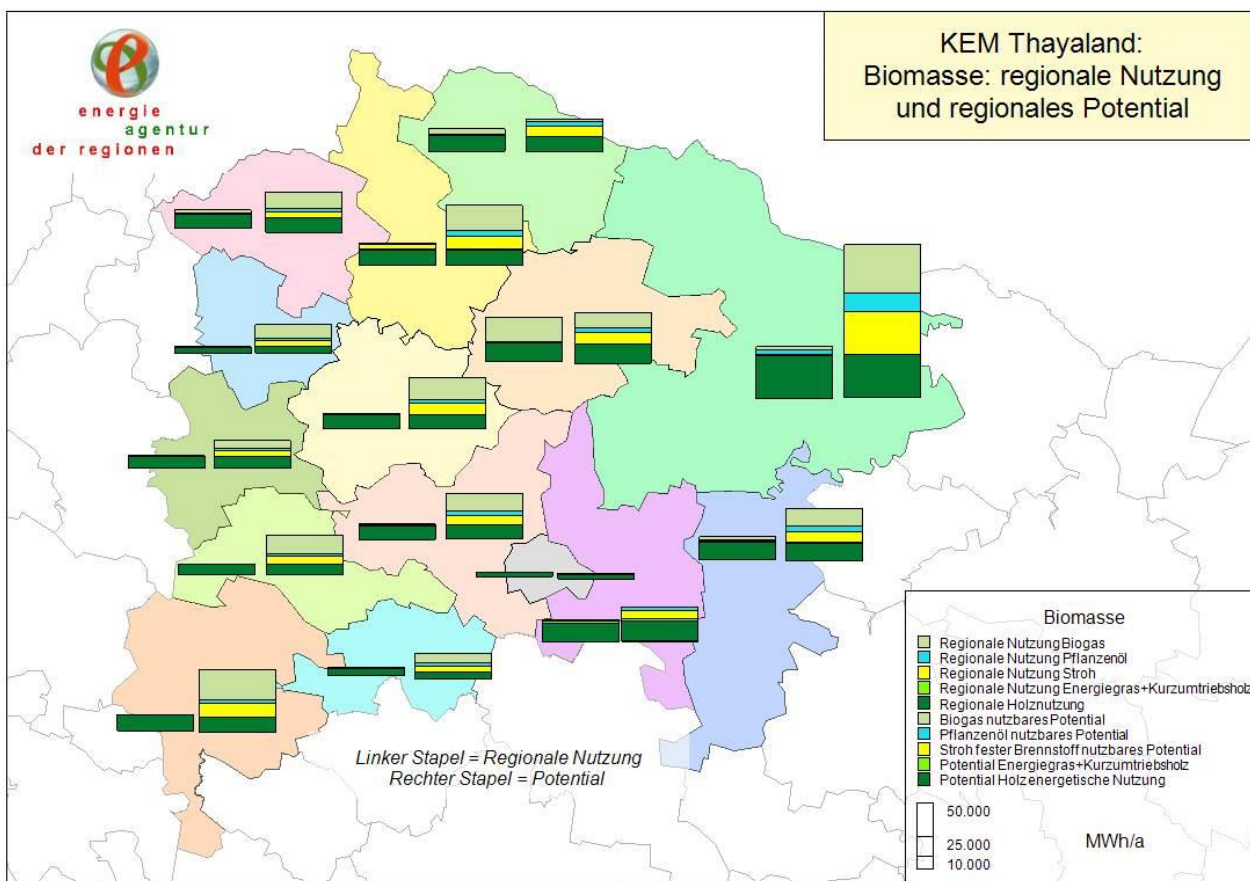 KEM Thayaland:
Biomasse: regionale Nutzung
und regionales Potential
energie
agentur
der regionen
Linker Stapel = Regionale Nutzung
Rechter Stapel = Potential
Biomasse
Regionale Nutzung Biogas
Regionale Nutzung Pflanzenöl
Regionale Nutzung Stroh
Regionale Nutzung Energiegras+Kurzumtriebsholz
Regionale Holznutzung
Biogas nutzbares Potential
Pflanzenöl nutzbares Potential
Stroh fester Brennstoff nutzbares Potential
Potential Energiegras+Kurzumtriebsholz
Potential Holz energetische Nutzung
50.000
25.000
10.000
MWh/a